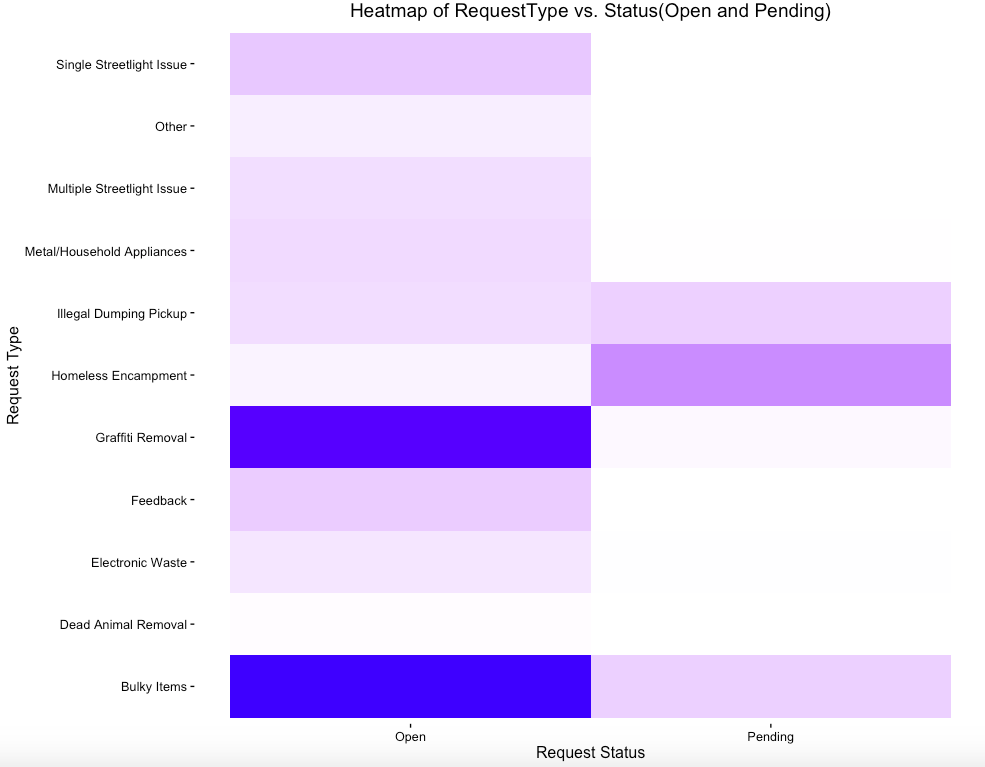 Heatmap of RequestType vs. Status(Open and Pending)
Request Type
Single Streetlight Issue
Other
Multiple Streetlight Issue
Metal/Household Appliances
Illegal Dumping Pickup
Homeless Encampment
Graffiti Removal
Feedback
Electronic Waste
Dead Animal Removal
Bulky Items
Open
Pending
Request Status